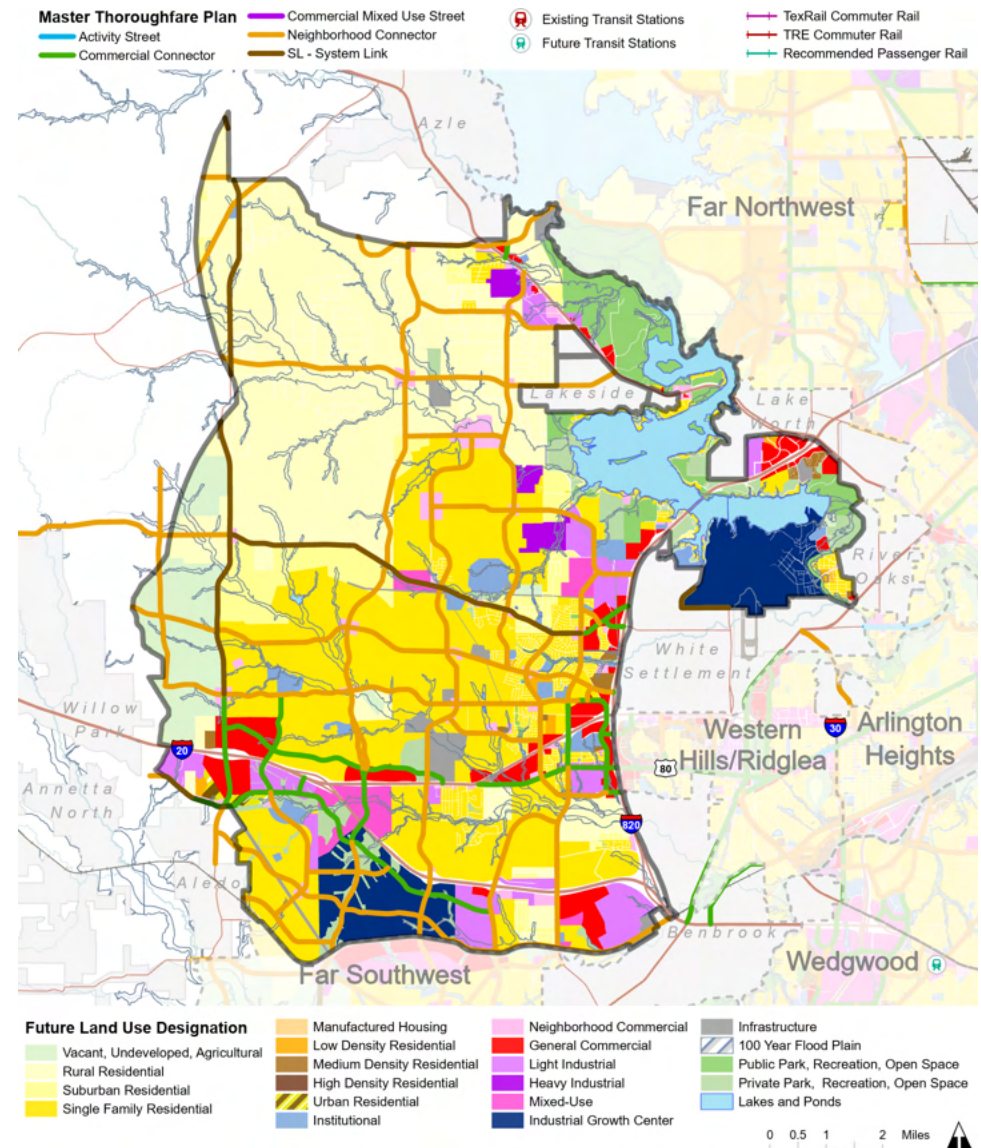 Master Thoroughfare Plan
Activity Street
Commercial Connector
Commercial Mixed Use Street
Neighborhood Connector
SL - System Link
Existing Transit Stations
Future Transit Stations
TexRail Commuter Rail
TRE Commuter Rail
Recommended Passenger Rail
Azle
Far Northwest
Lakeside
Lake
Worth
River
Oaks
White
Settlement
Willow
Park
20
Western
Hills/Ridglea
30
Arlington
Heights
80
Annetta
North
820
Aledo
Benbrook
Far Southwest
Wedgwood
Future Land Use Designation
Vacant, Undeveloped, Agricultural
Rural Residential
Suburban Residential
Single Family Residential
Manufactured Housing
Low Density Residential
Medium Density Residential
High Density Residential
Urban Residential
Institutional
Neighborhood Commercial
General Commercial
Light Industrial
Heavy Industrial
Mixed-Use
Industrial Growth Center
Infrastructure
100 Year Flood Plain
Public Park, Recreation, Open Space
Private Park, Recreation, Open Space
Lakes and Ponds
0 0.5 1 2 Miles